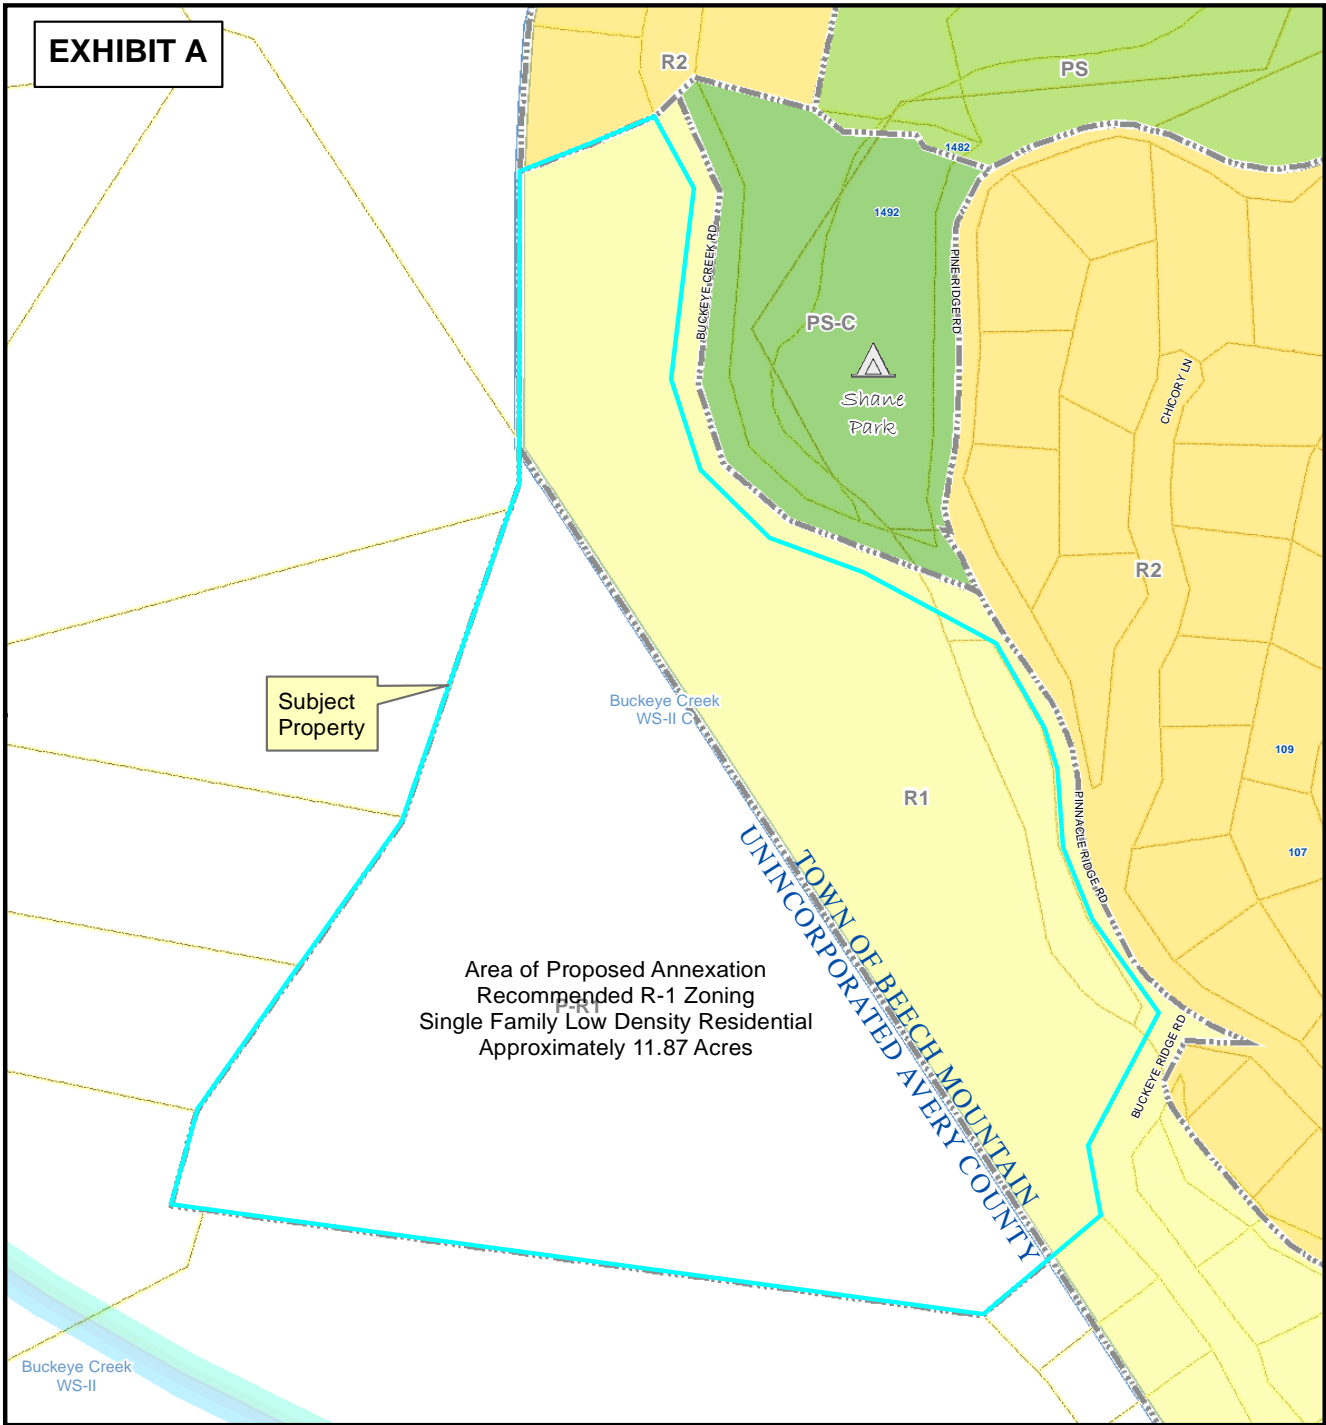 EXHIBIT A
R2
PS
1482
1492
BUCKEYE CREEK RD
PINE RIDGE RD
PS-C
Shane
Park
CHICORY LN
R2
Subject
Property
Buckeye Creek
WS-II C
109
R1
PINNACLE RIDGE RD
107
TOWN OF BEECH MOUNTAIN
UNINCORPORATED AVERY COUNTY
Area of Proposed Annexation
Recommended R-1 Zoning
P-R1
Single Family Low Density Residential
Approximately 11.87 Acres
BUCKEYE RIDGE RD
Buckeye Creek
WS-II